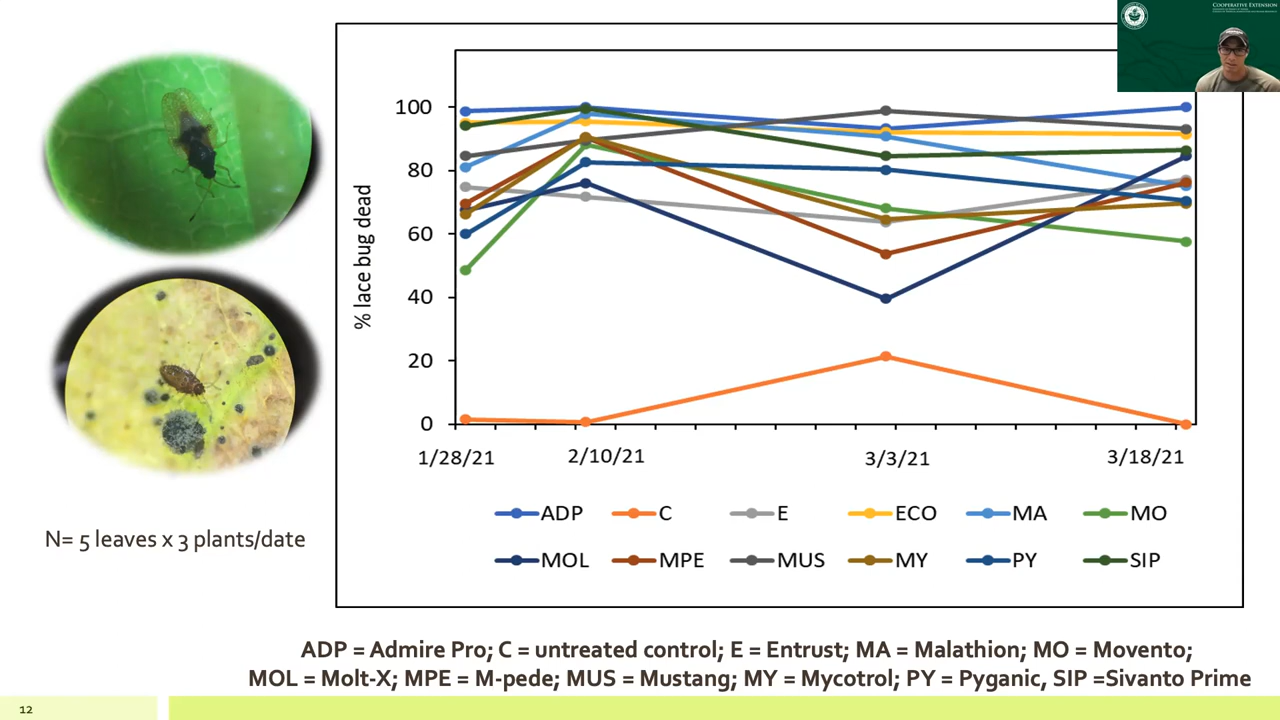 COOPERATIVE EXTENSION
% lace bug dead
100
80
60
40
20
0
1/28/21
2/10/21
3/3/21
3/18/21
ADP
C
E
ECO
MA
MO
MOL
MPE
MUS
MY
PY
SIP
N= 5 leaves x 3 plants/date
ADP = Admire Pro; C = untreated control; E = Entrust; MA = Malathion; MO = Movento;
MOL = Molt-X; MPE = M-pede; MUS = Mustang; MY = Mycotrol; PY = Pyganic, SIP =Sivanto Prime
12